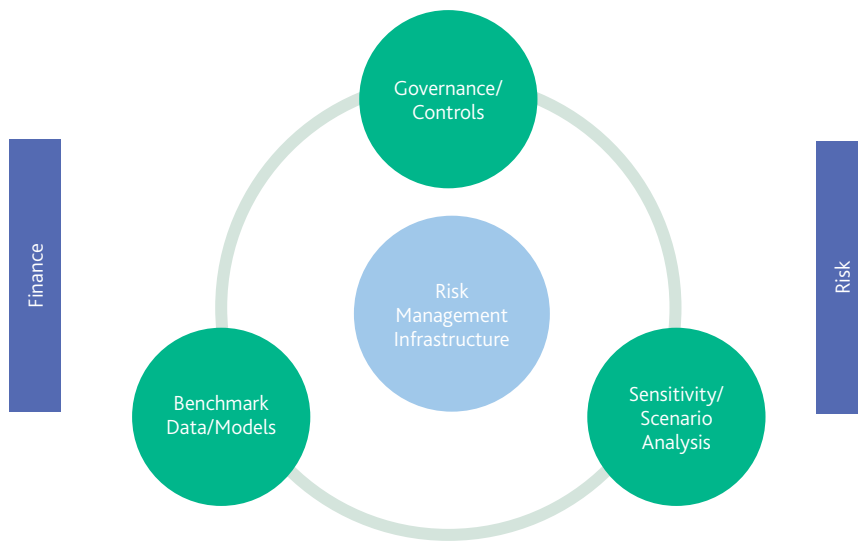 Governance/
Controls
Finance
Risk
Management
Infrastructure
Risk
Benchmark
Data/Models
Sensitivity/
Scenario
Analysis